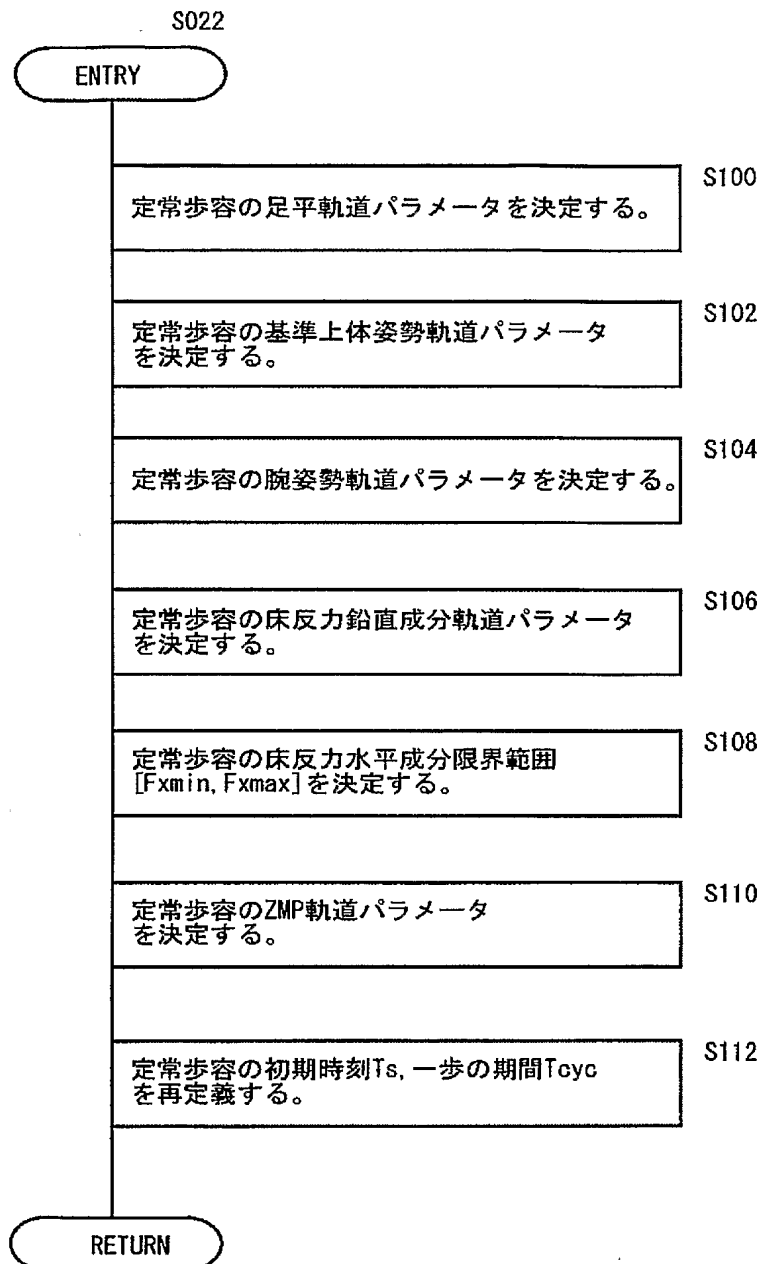 S022
ENTRY
S100
定常歩容の足平軌道パラメータを決定する。
S102
定常歩容の基準上体姿勢軌道パラメータ
を決定する。
S104
定常歩容の腕姿勢軌道パラメータを決定する。
S106
定常歩容の床反力鉛直成分軌道パラメータ
を決定する。
S108
定常歩容の床反力水平成分限界範囲
[Fxmin,Fxmax]を決定する。
S110
定常歩容のZMP軌道パラメータ
を決定する。
S112
定常歩容の初期時刻Ts,一歩の期間Tcyc
を再定義する。
RETURN